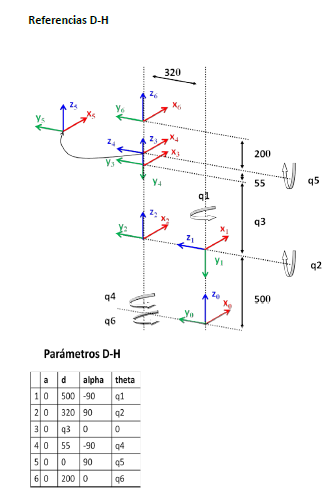 Referencias D-H
320
z6
y6
x6
z5
y5
x5
z4
z3
x4
x3
y3
y4
200
55
q5
q1
q3
z2
x2
y2
z1
x1
y1
q2
z0
x0
y0
500
q4
q6
Parámetros D-H
a d alpha theta
1 0 500 -90 q1
2 0 320 90 q2
3 0 q3 0 0
4 0 55 -90 q4
5 0 0 90 q5
6 0 200 0 q6